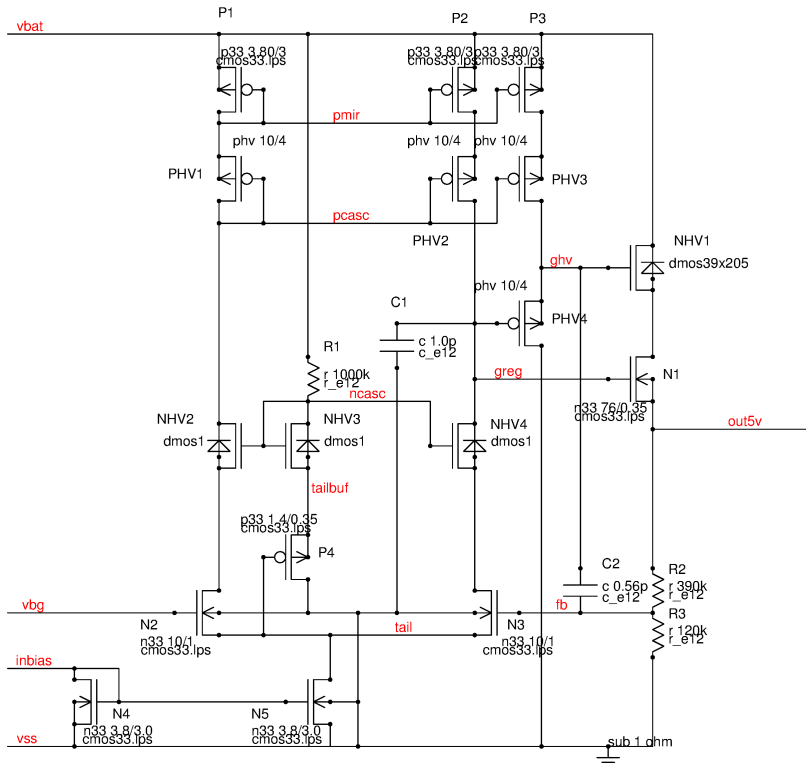 P1
P2
P3
vbat
p33 3.80/3
cmos33.lps
p33 3.80/3
cmos33.lps
p33 3.80/3
cmos33.lps
pmir
phv 10/4
phv 10/4
phv 10/4
PHV1
PHV3
pcasc
PHV2
NHV1
ghv
dmos39x205
phv 10/4
C1
PHV4
c 1.0p
c_e12
R1
r 1000k
r_e12
greg
N1
ncasc
n33 76/0.35
cmos33.lps
NHV2
NHV3
NHV4
out5v
dmos1
dmos1
dmos1
tailbuf
p33 1.4/0.35
cmos33.lps
P4
C2
R2
c 0.56p
c_e12
r 390k
r_e12
vbg
fb
R3
N2
tail
N3
r 120k
r_e12
n33 10/1
cmos33.lps
n33 10/1
cmos33.lps
inbias
N4
N5
n33 3.8/3.0
cmos33.lps
n33 3.8/3.0
cmos33.lps
vss
sub 1 ohm